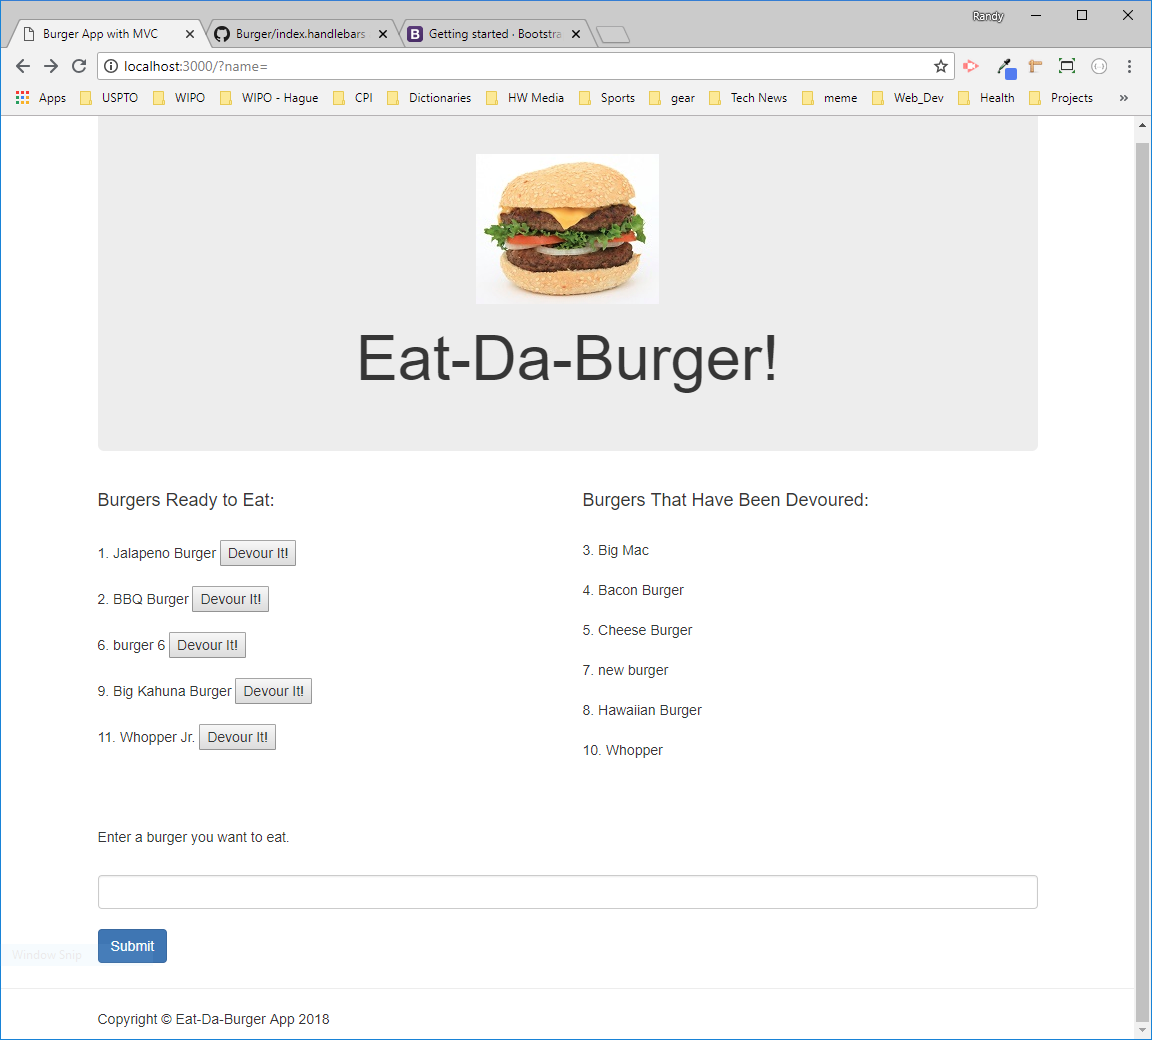 Randy
Burger App with MVC
Burger/index.handlebars
Getting started · Bootstra
localhost:3000/?name=
Apps USPTO WIPO WIPO - Hague CPI Dictionaries HW Media Sports gear Tech News meme Web_Dev Health Projects »
Eat-Da-Burger!
Burgers Ready to Eat:
1. Jalapeno Burger Devour It!
2. BBQ Burger Devour It!
6. burger 6 Devour It!
9. Big Kahuna Burger Devour It!
11. Whopper Jr. Devour It!
Burgers That Have Been Devoured:
3. Big Mac
4. Bacon Burger
5. Cheese Burger
7. new burger
8. Hawaiian Burger
10. Whopper
Enter a burger you want to eat.
Submit
Window Snip
Copyright © Eat-Da-Burger App 2018